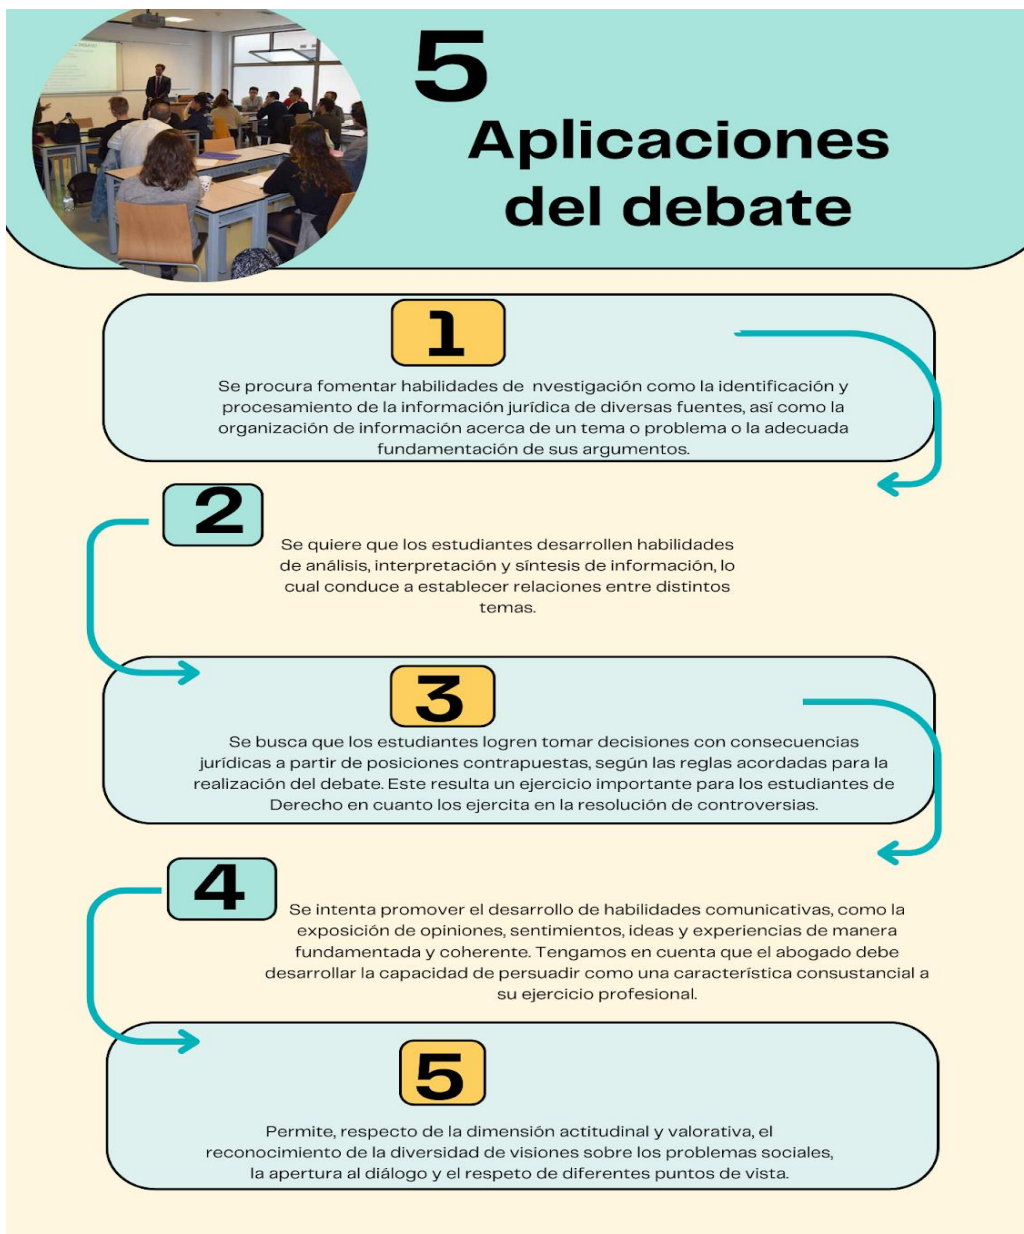 5
Aplicaciones
del debate
1
Se procura fomentar habilidades de nvestigación como la identificación y
procesamiento de la información jurídica de diversas fuentes, así como la
organización de información acerca de un tema o problema o la adecuada
fundamentación de sus argumentos.
2
Se quiere que los estudiantes desarrollen habilidades
de análisis, interpretación y síntesis de información, lo
cual conduce a establecer relaciones entre distintos
temas.
3
Se busca que los estudiantes logren tomar decisiones con consecuencias
jurídicas a partir de posiciones contrapuestas, según las reglas acordadas para la
realización del debate. Este resulta un ejercicio importante para los estudiantes de
Derecho en cuanto los ejercita en la resolución de controversias.
4
Se intenta promover el desarrollo de habilidades comunicativas, como la
exposición de opiniones, sentimientos, ideas y experiencias de manera
fundamentada y coherente. Tengamos en cuenta que el abogado debe
desarrollar la capacidad de persuadir como una característica consustancial a
su ejercicio profesional.
5
Permite, respecto de la dimensión actitudinal y valorativa, el
reconocimiento de la diversidad de visiones sobre los problemas sociales,
la apertura al diálogo y el respeto de diferentes puntos de vista.